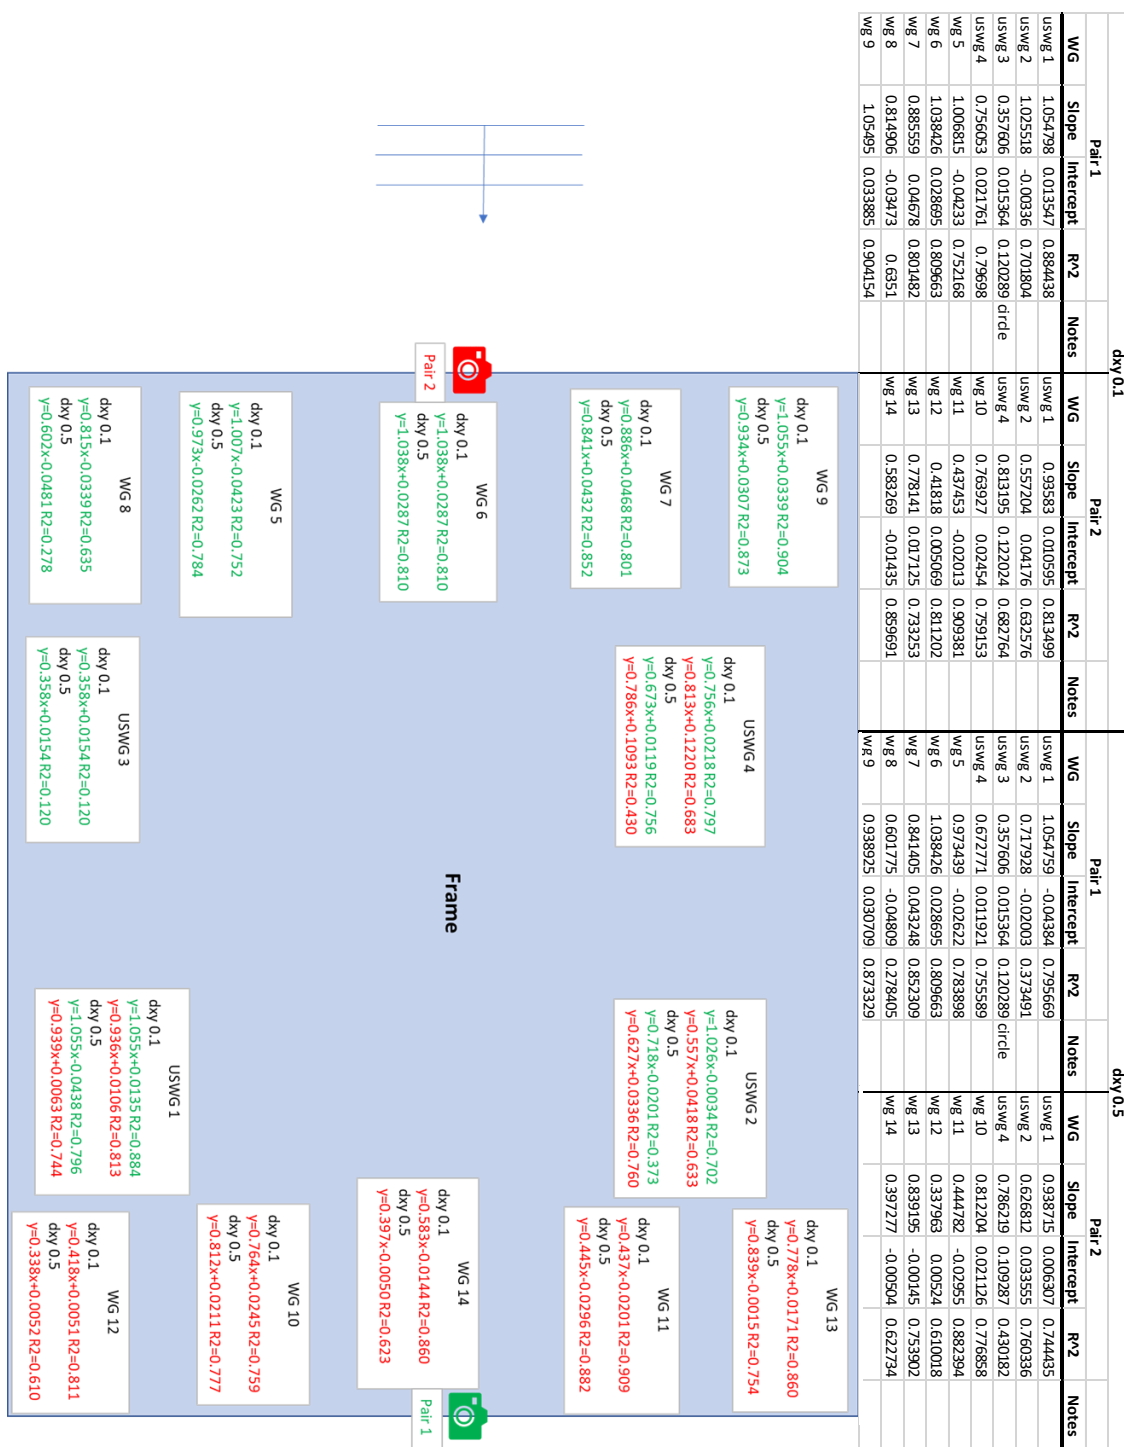 dxy 0.1 dxy 0.5
Pair 1 Pair 2 Pair 1 Pair 2
WG Slope Intercept R^2 Notes WG Slope Intercept R^2 Notes WG Slope Intercept R^2 Notes WG Slope Intercept R^2 Notes
uswg 1 1.054798 0.013547 0.884438 uswg 1 0.93583 0.010595 0.813499 uswg 1 1.054759 -0.04384 0.795669 uswg 1 0.938715 0.006307 0.744435
uswg 2 1.025518 -0.00336 0.701804 uswg 2 0.557204 0.04176 0.632576 uswg 2 0.717928 -0.02003 0.373491 uswg 2 0.626812 0.033555 0.760336
uswg 3 0.357606 0.015364 0.120289 circle uswg 4 0.813195 0.122024 0.682764 uswg 3 0.357606 0.015364 0.120289 circle uswg 4 0.786219 0.109287 0.430182
uswg 4 0.756053 0.021761 0.79698 wg 10 0.763927 0.02454 0.759153 uswg 4 0.672771 0.011921 0.755589 wg 10 0.812204 0.021126 0.776858
wg 5 1.006815 -0.04233 0.752168 wg 11 0.437453 -0.02013 0.909381 wg 5 0.973439 -0.02622 0.783898 wg 11 0.444782 -0.02955 0.882394
wg 6 1.038426 0.028695 0.809663 wg 12 0.41818 0.005069 0.811202 wg 6 1.038426 0.028695 0.809663 wg 12 0.337963 0.00524 0.610018
wg 7 0.885559 0.04678 0.801482 wg 13 0.778141 0.017125 0.733253 wg 7 0.841405 0.043248 0.852309 wg 13 0.839195 -0.00145 0.753902
wg 8 0.814906 -0.03473 0.6351 wg 14 0.583269 -0.01435 0.859691 wg 8 0.601775 -0.04809 0.278405 wg 14 0.397277 -0.00504 0.622734
wg 9 1.05495 0.033885 0.904154 wg 9 0.938925 0.030709 0.873329
WG 9
dxy 0.1
y=1.055x+0.0339 R2=0.904
dxy 0.5
y=0.934x+0.0307 R2=0.873
WG 13
dxy 0.1
y=0.778x+0.0171 R2=0.860
dxy 0.5
y=0.839x-0.0015 R2=0.754
USWG 4
dxy 0.1
y=0.756x+0.0218 R2=0.797
y=0.813x+0.1220 R2=0.683
dxy 0.5
y=0.673x+0.0119 R2=0.756
y=0.786x+0.1093 R2=0.430
USWG 2
dxy 0.1
y=1.026x-0.0034 R2=0.702
y=0.557x+0.0418 R2=0.633
dxy 0.5
y=0.718x-0.0201 R2=0.373
y=0.627x+0.0336 R2=0.760
WG 7
dxy 0.1
y=0.886x+0.0468 R2=0.801
dxy 0.5
y=0.841x+0.0432 R2=0.852
WG 11
dxy 0.1
y=0.437x-0.0201 R2=0.909
dxy 0.5
y=0.445x-0.0296 R2=0.882
Pair 2
WG 6
dxy 0.1
y=1.038x+0.0287 R2=0.810
dxy 0.5
y=1.038x+0.0287 R2=0.810
Frame
WG 14
dxy 0.1
y=0.583x-0.0144 R2=0.860
dxy 0.5
y=0.397x-0.0050 R2=0.623
Pair 1
WG 5
dxy 0.1
y=1.007x-0.0423 R2=0.752
dxy 0.5
y=0.973x-0.0262 R2=0.784
WG 10
dxy 0.1
y=0.764x+0.0245 R2=0.759
dxy 0.5
y=0.812x+0.0211 R2=0.777
USWG 1
dxy 0.1
y=1.055x+0.0135 R2=0.884
y=0.936x+0.0106 R2=0.813
dxy 0.5
y=1.055x-0.0438 R2=0.796
y=0.939x+0.0063 R2=0.744
WG 8
dxy 0.1
y=0.815x-0.0339 R2=0.635
dxy 0.5
y=0.602x-0.0481 R2=0.278
USWG 3
dxy 0.1
y=0.358x+0.0154 R2=0.120
dxy 0.5
y=0.358x+0.0154 R2=0.120
WG 12
dxy 0.1
y=0.418x+0.0051 R2=0.811
dxy 0.5
y=0.338x+0.0052 R2=0.610